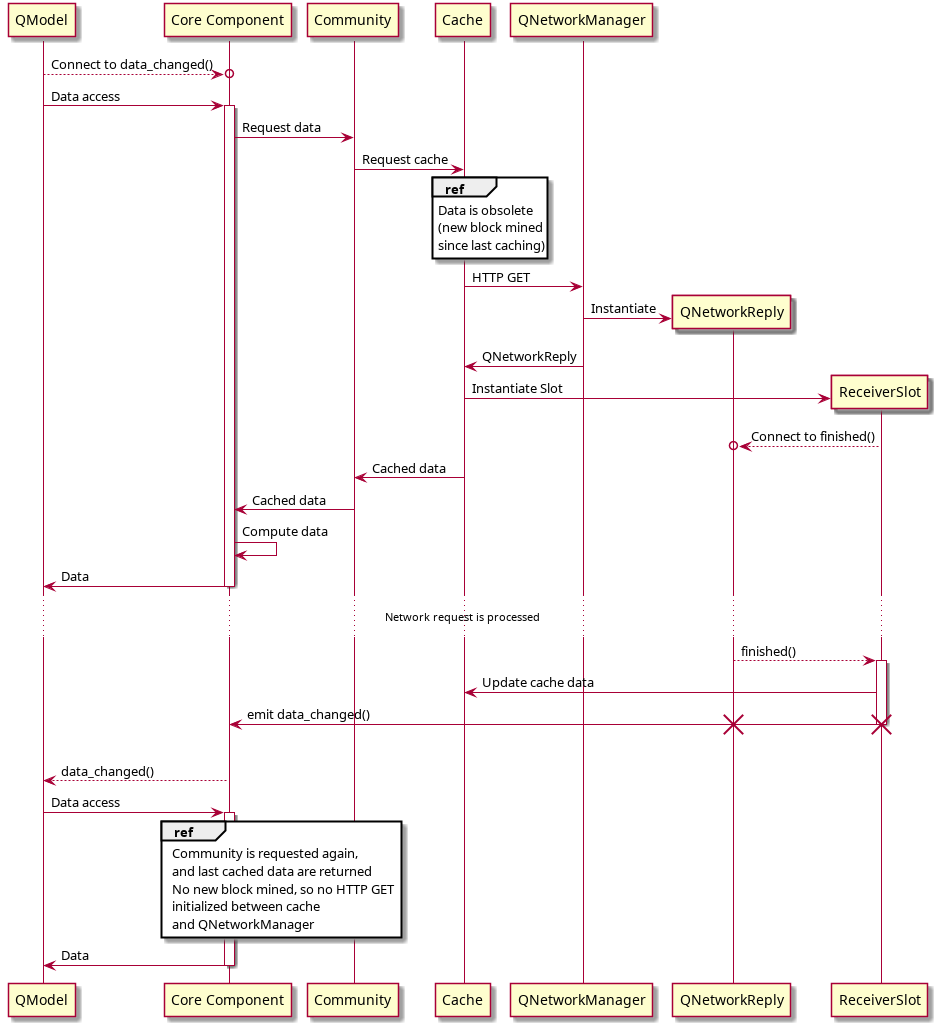 QModel
Core Component
Community
Cache
QNetworkManager
Connect to data_changed()
Data access
Request data
Request cache
ref
Data is obsolete
(new block mined
since last caching)
HTTP GET
Instantiate
QNetworkReply
QNetworkReply
Instantiate Slot
ReceiverSlot
Connect to finished()
Cached data
Cached data
Compute data
Data
Network request is processed
finished()
Update cache data
emit data_changed()
data_changed()
Data access
ref
Community is requested again,
and last cached data are returned
No new block mined, so no HTTP GET
initialized between cache
and QNetworkManager
Data
QModel
Core Component
Community
Cache
QNetworkManager
QNetworkReply
ReceiverSlot